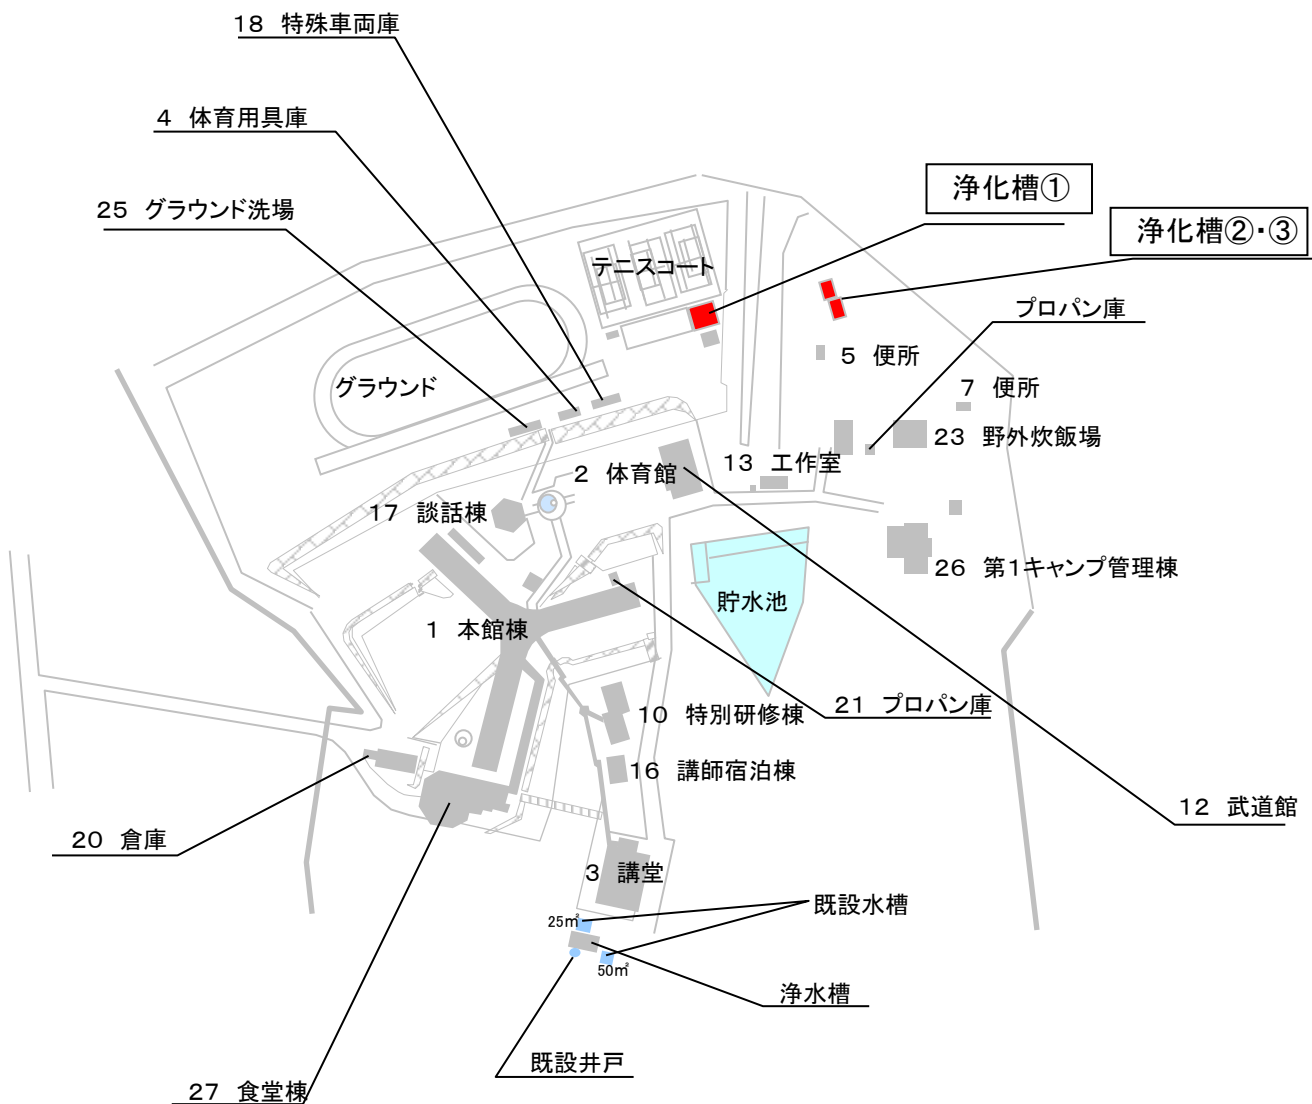 18 特殊車両庫
4 体育用具庫
浄化槽①
25 グラウンド洗場
浄化槽②・③
テニスコート
プロパン庫
5 便所
グラウンド
7 便所
23 野外炊飯場
13 工作室
2 体育館
17 談話棟
26 第1キャンプ管理棟
貯水池
1 本館棟
21 プロパン庫
10 特別研修棟
16 講師宿泊棟
12 武道館
20 倉庫
3 講堂
既設水槽
25㎥
50㎥
浄水槽
既設井戸
27 食堂棟